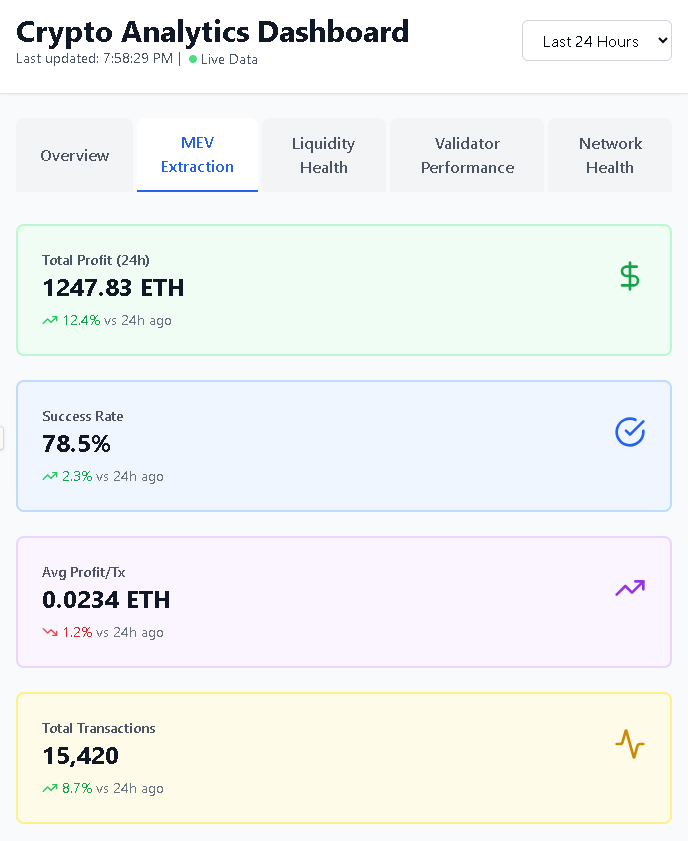 Crypto Analytics Dashboard
Last updated: 7:58:29 PM | Live Data
Last 24 Hours
Overview
MEV
Extraction
Liquidity
Health
Validator
Performance
Network
Health
Total Profit (24h)
1247.83 ETH
12.4% vs 24h ago
Success Rate
78.5%
2.3% vs 24h ago
Avg Profit/Tx
0.0234 ETH
1.2% vs 24h ago
Total Transactions
15,420
8.7% vs 24h ago